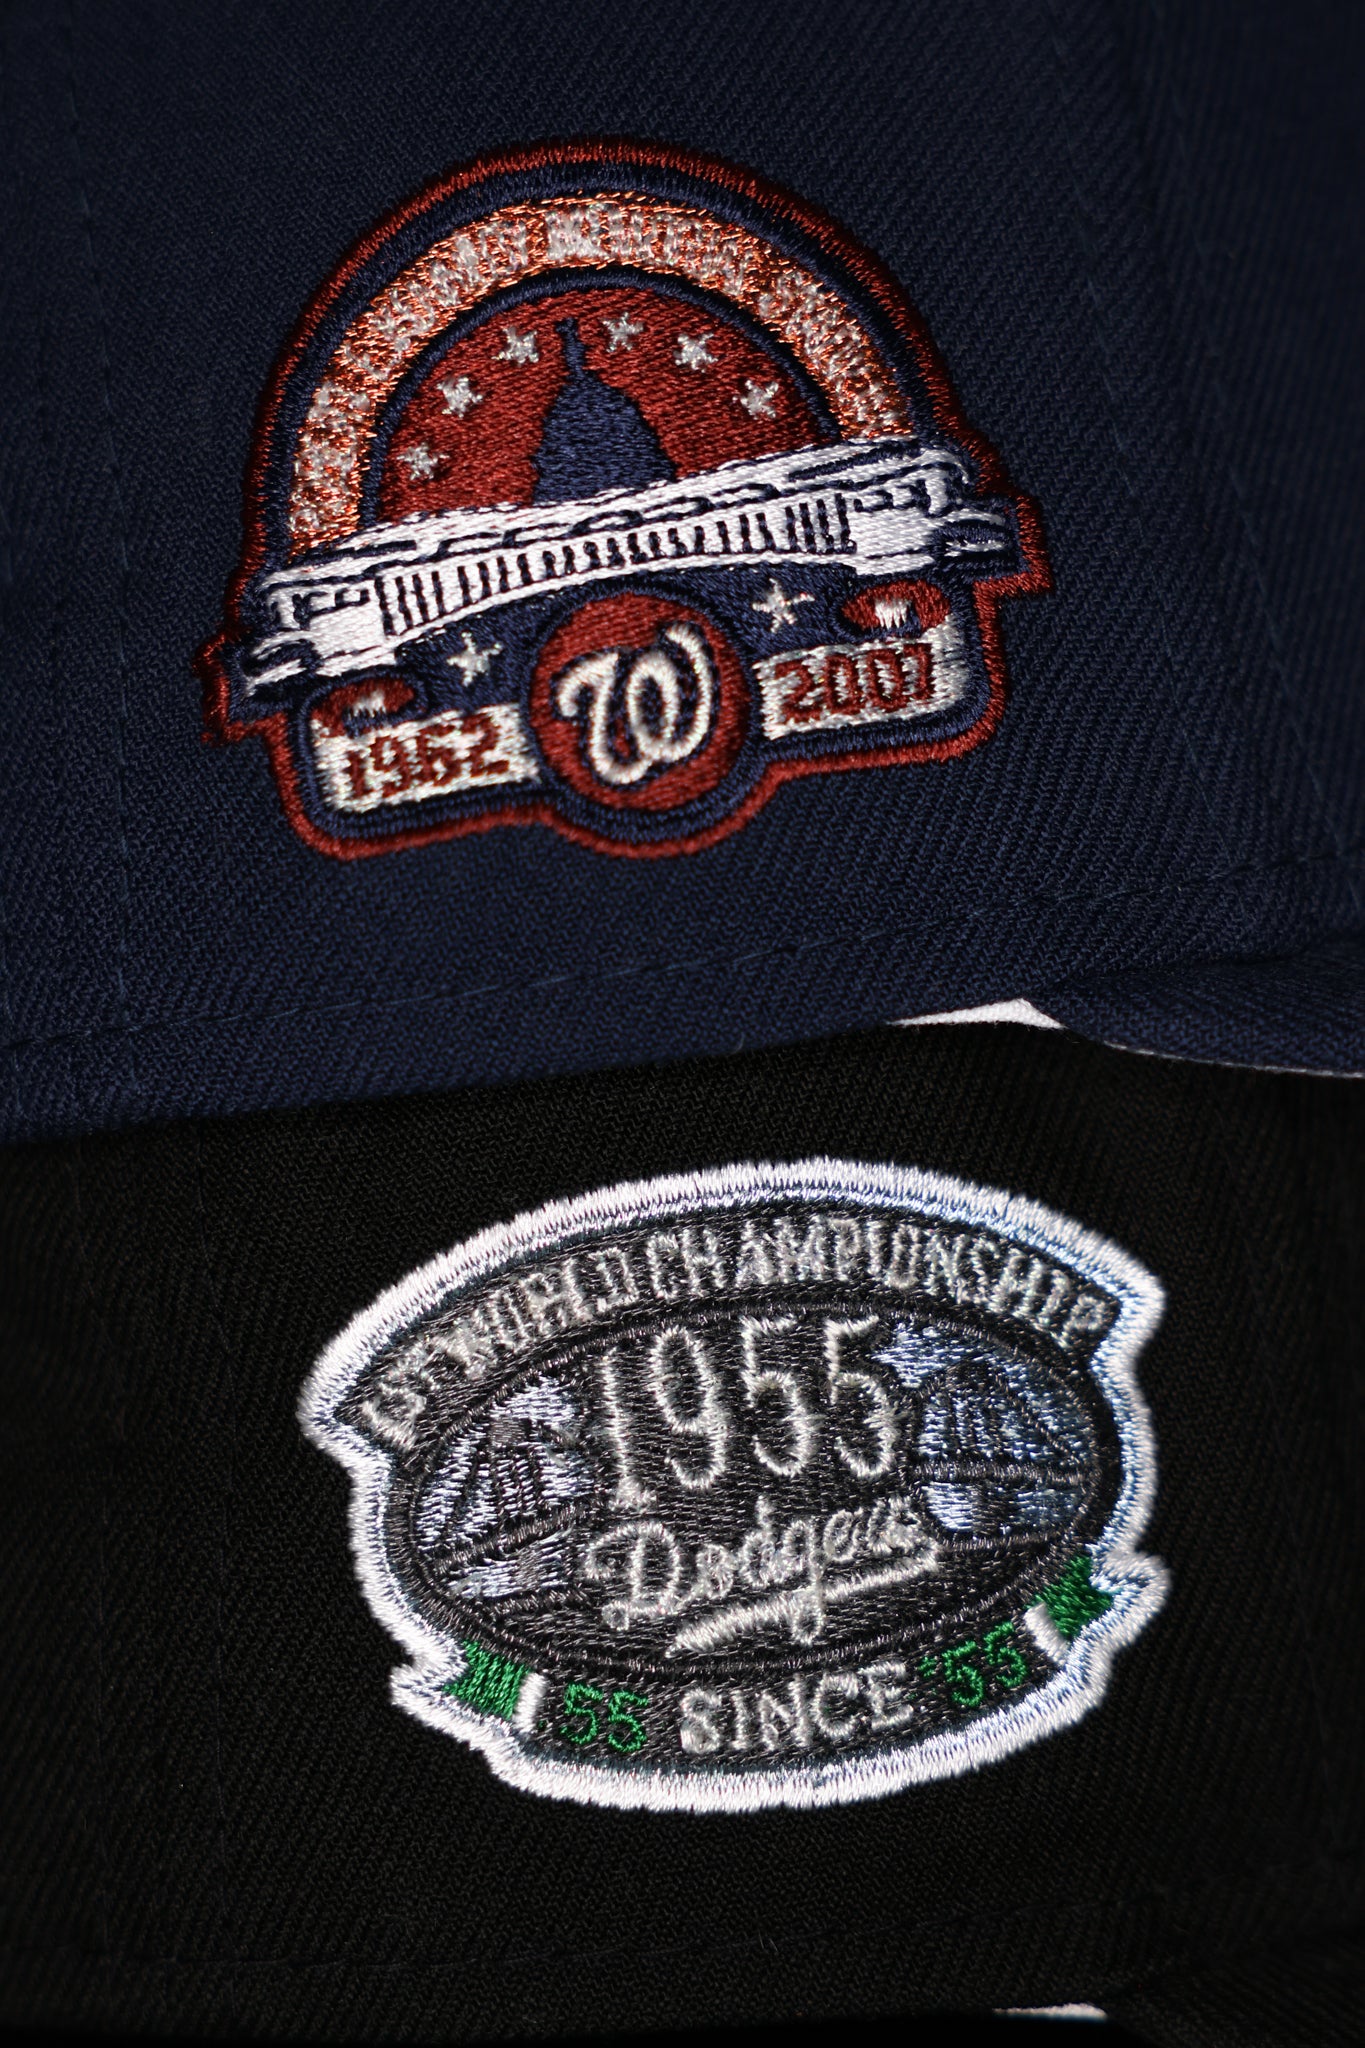 W
1962
2007
1ST WORLD CHAMPIONSHIP
1955
Dodgers
55 SINCE '55